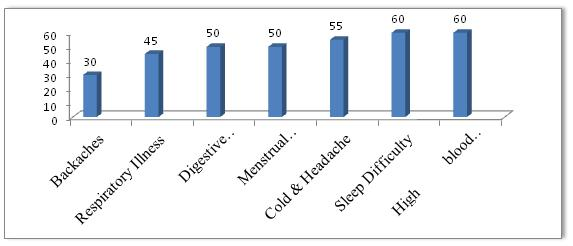 30
45
50
50
55
60
60
60
50
40
30
20
10
0
Backaches
Respiratory Illness
Digestive..
Menstrual..
Cold & Headache
Sleep Difficulty
High blood..